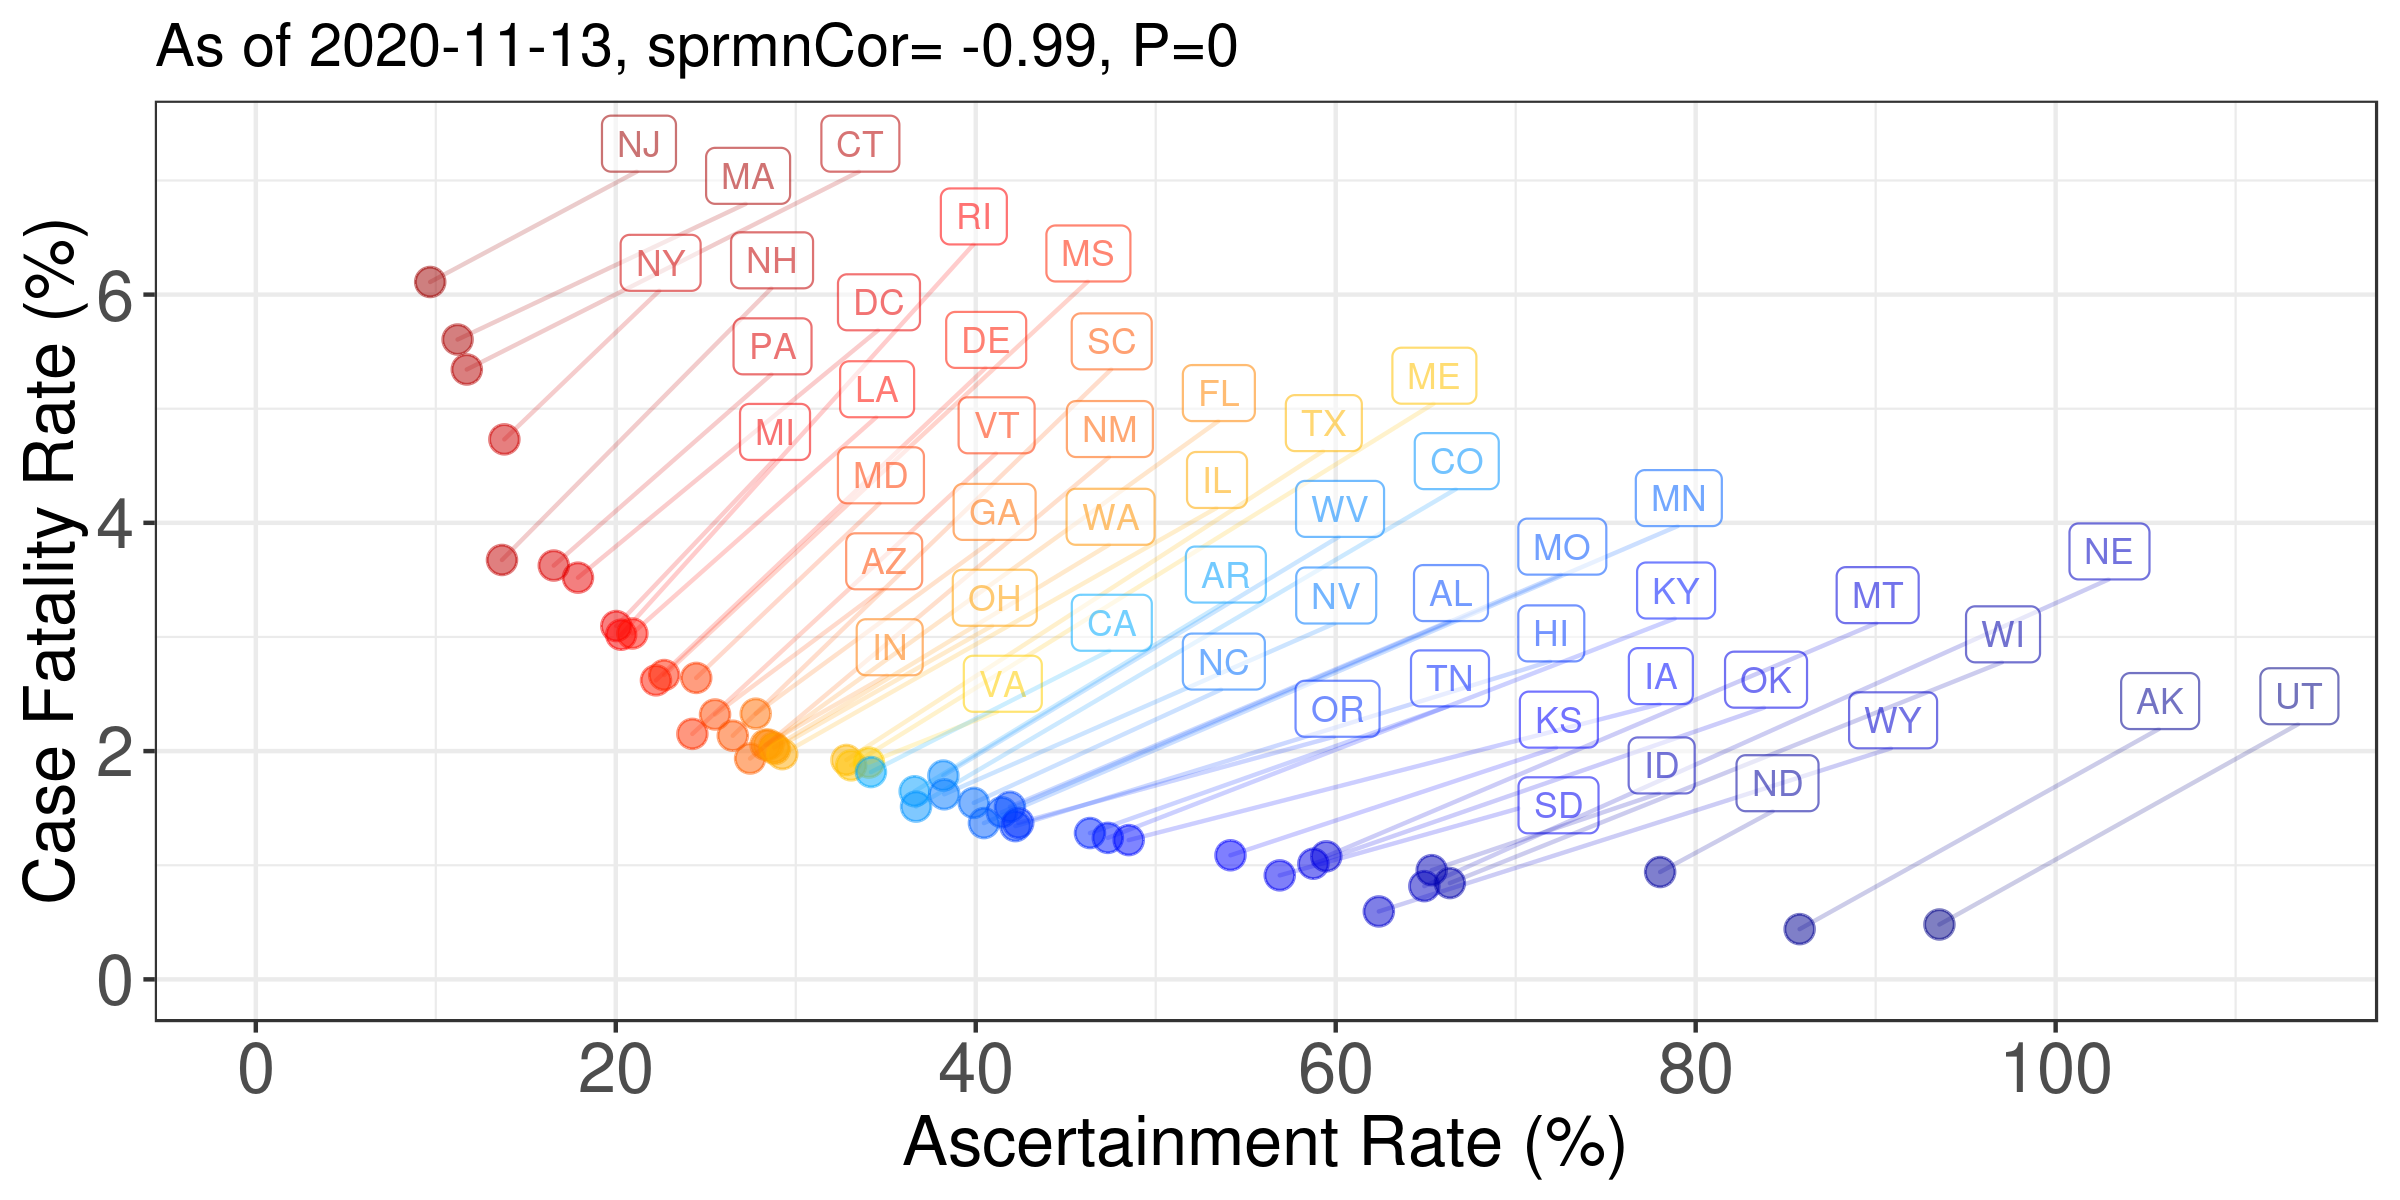 As of 2020-11-13, sprmnCor= -0.99, P=0
NJ
MA
CT
RI
NY
NH
MS
DC
PA
DE
SC
LA
FL
ME
MI
VT
NM
TX
MD
IL
CO
GA
WA
WV
MN
AZ
AR
MO
NE
OH
CA
NV
AL
KY
MT
IN
NC
HI
WI
VA
TN
IA
OK
AK
UT
OR
KS
WY
ID
ND
SD
Case Fatality Rate (%)
6
4
2
0
0 20 40 60 80 100
Ascertainment Rate (%)